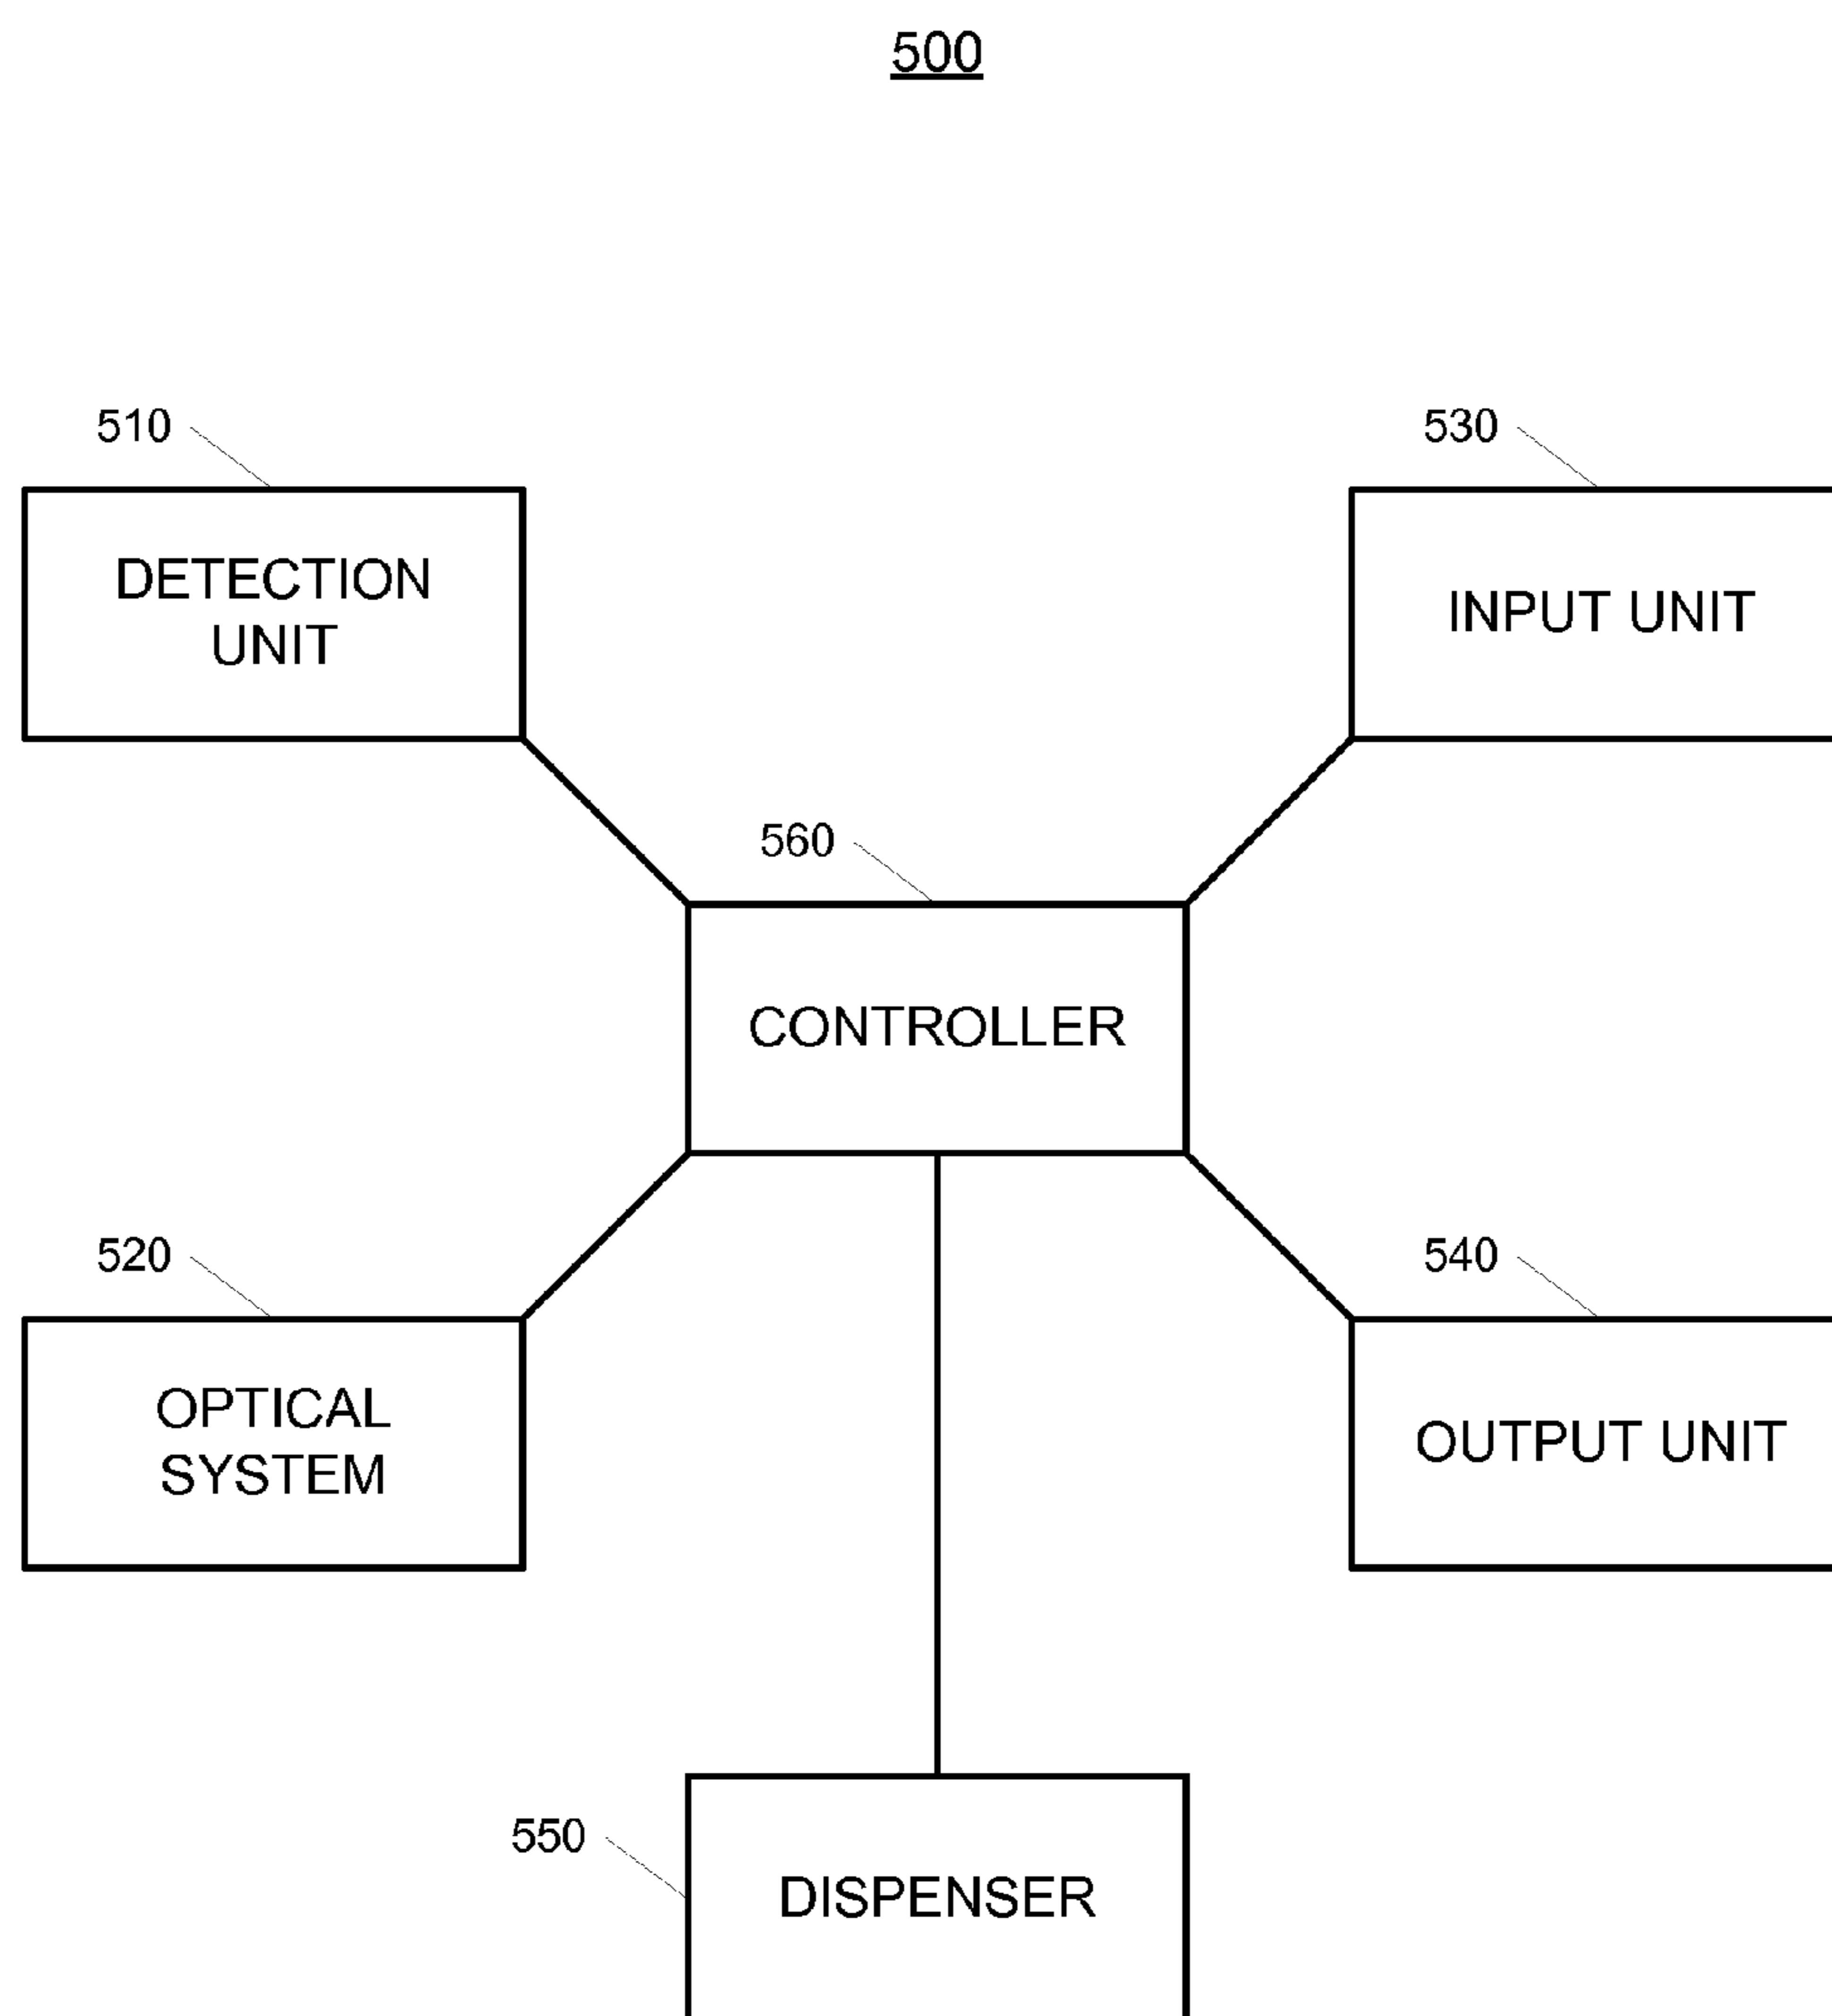 500
510
DETECTION
UNIT
530
INPUT UNIT
560
CONTROLLER
520
OPTICAL
SYSTEM
540
OUTPUT UNIT
550
DISPENSER